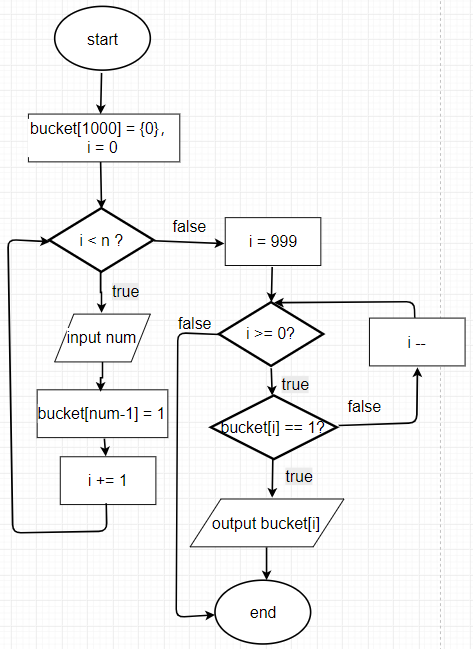 start
bucket[1000] = {0},
i = 0
i < n ?
false
i = 999
true
input num
false
i >= 0?
i --
true
bucket[num-1] = 1
false
bucket[i] == 1?
i += 1
true
output bucket[i]
end